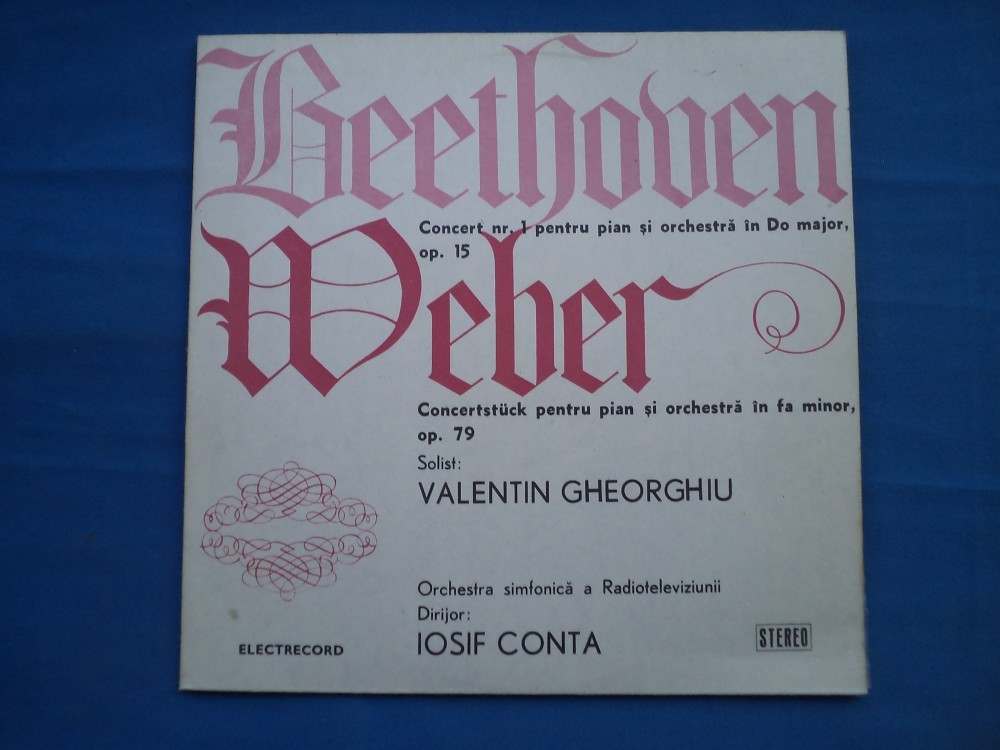 Beethoven
Concert nr. 1 pentru pian și orchestră în Do major,
op. 15
Weber
Concertstück pentru pian și orchestră în fa minor,
op. 79
Solist:
VALENTIN GHEORGHIU
Orchestra simfonică a Radioteleviziunii
Dirijor:
IOSIF CONTA
ELECTRECORD
STEREO